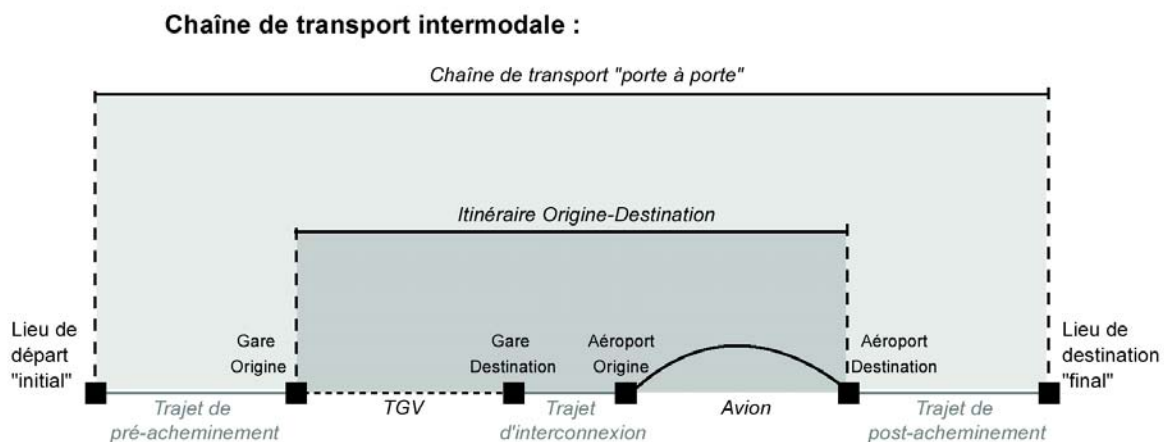 Chaîne de transport intermodale :
Chaîne de transport "porte à porte"
Itinéraire Origine-Destination
Lieu de
départ
"initial"
Gare
Origine
Gare
Destination
Aéroport
Origine
Aéroport
Destination
Lieu de
destination
"final"
Trajet de
pré-acheminement
TGV
Trajet
d'interconnexion
Avion
Trajet de
post-acheminement